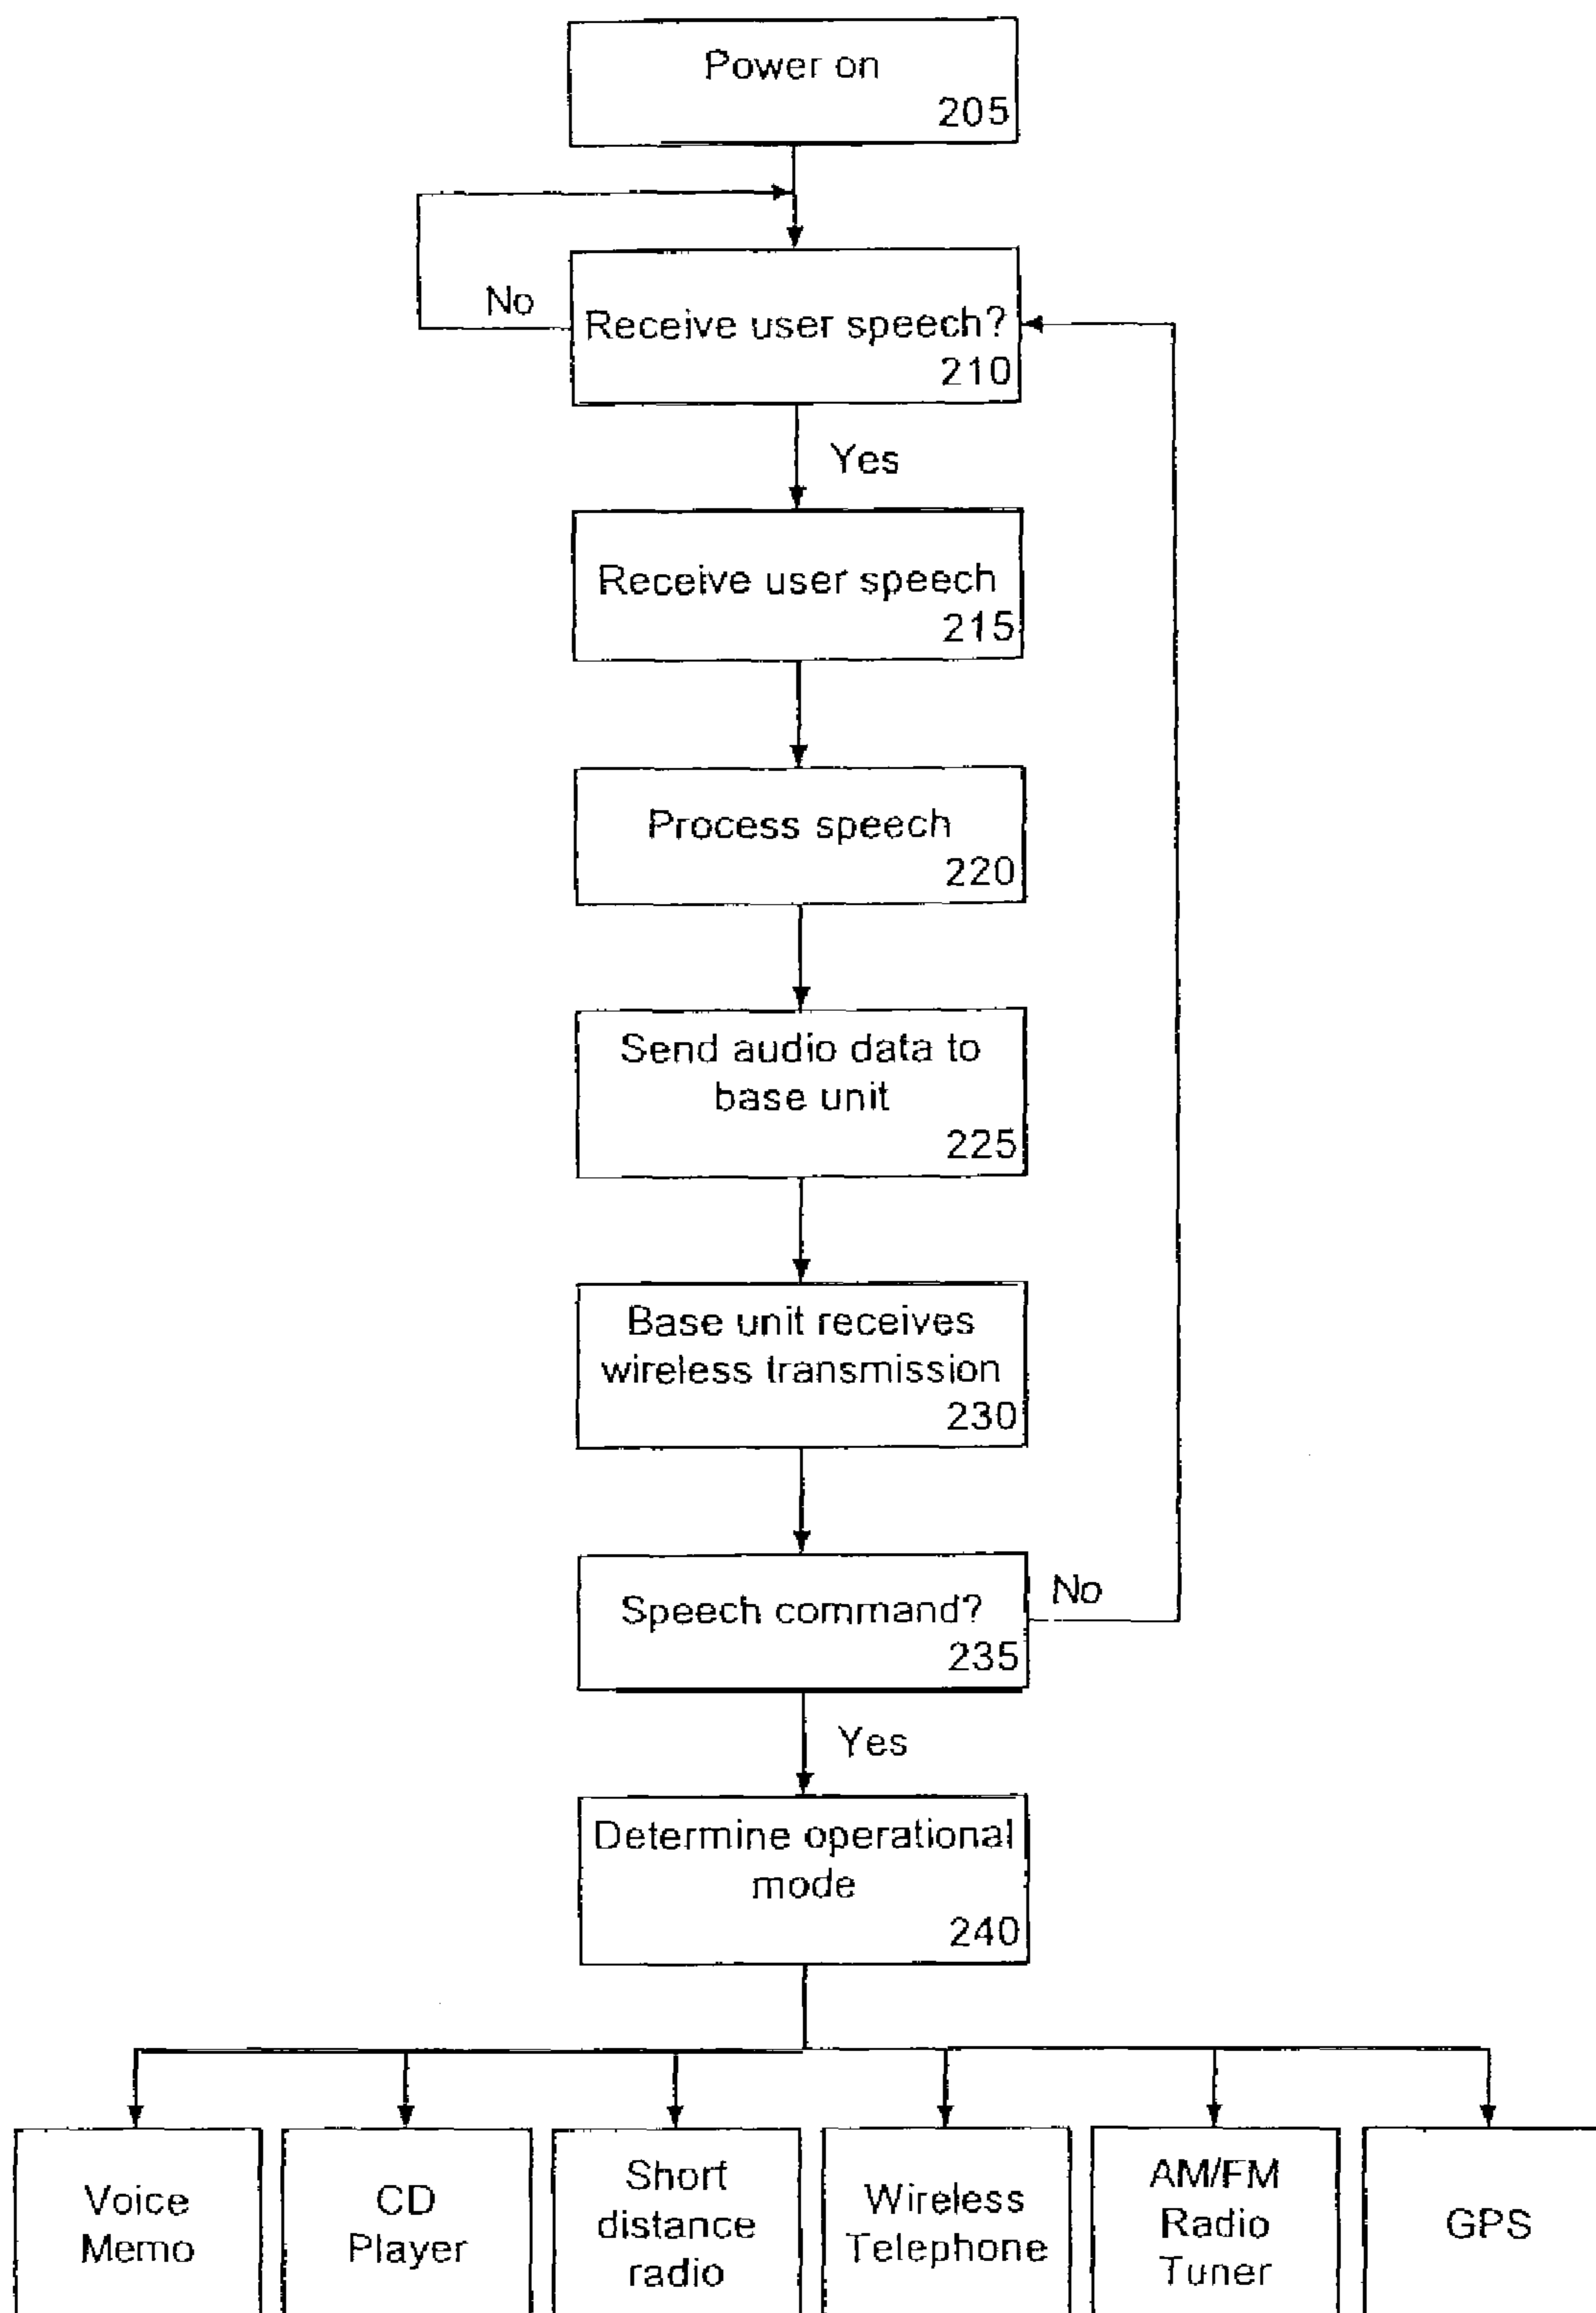 Power on
205
No
Receive user speech?
210
Yes
Receive user speech
215
Process speech
220
Send audio data to
base unit
225
Base unit receives
wireless transmission
230
Speech command?
235
No
Yes
Determine operational
mode
240
Voice
Memo
CD
Player
Short
distance
radio
Wireless
Telephone
AM/FM
Radio
Tuner
GPS